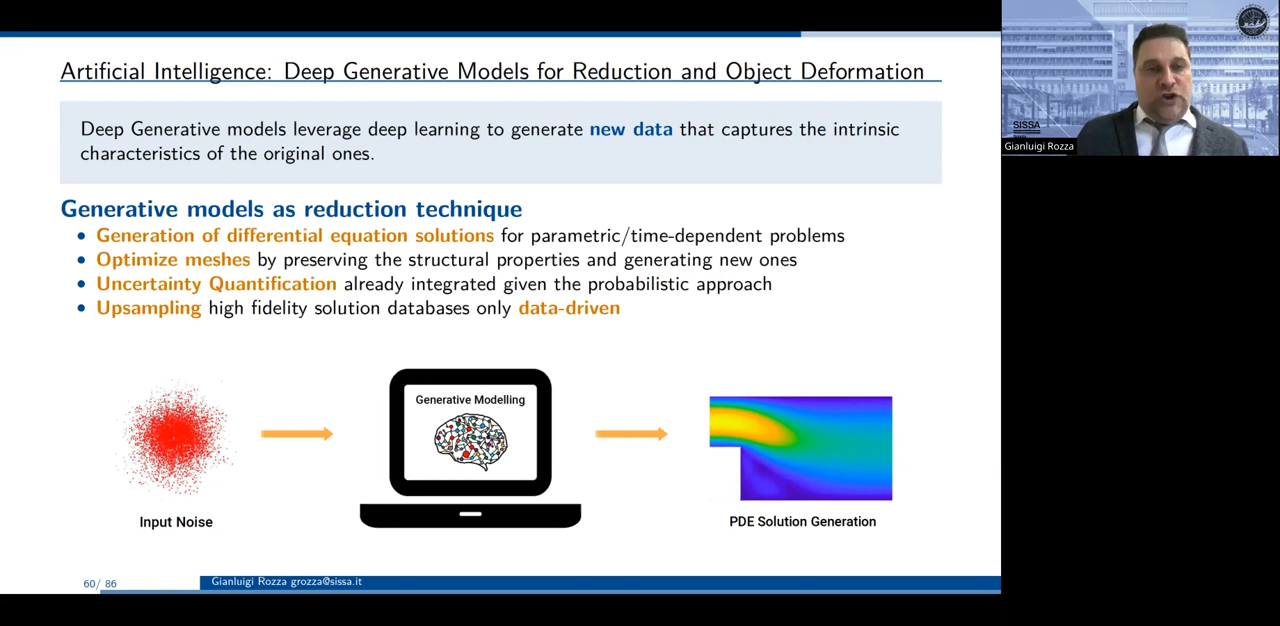 Artificial Intelligence: Deep Generative Models for Reduction and Object Deformation
Deep Generative models leverage deep learning to generate new data that captures the intrinsic
characteristics of the original ones.
Generative models as reduction technique
• Generation of differential equation solutions for parametric/time-dependent problems
• Optimize meshes by preserving the structural properties and generating new ones
• Uncertainty Quantification already integrated given the probabilistic approach
• Upsampling high fidelity solution databases only data-driven
Generative Modelling
Input Noise
PDE Solution Generation
60/ 86
Gianluigi Rozza grozza@sissa.it
SISSA
Gianluigi Rozza